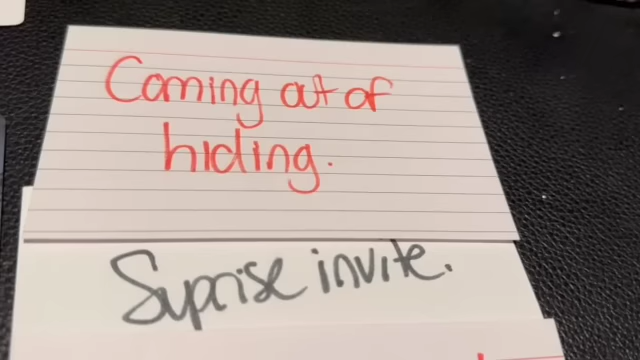 Coming out of
hiding.
Suprise invite.